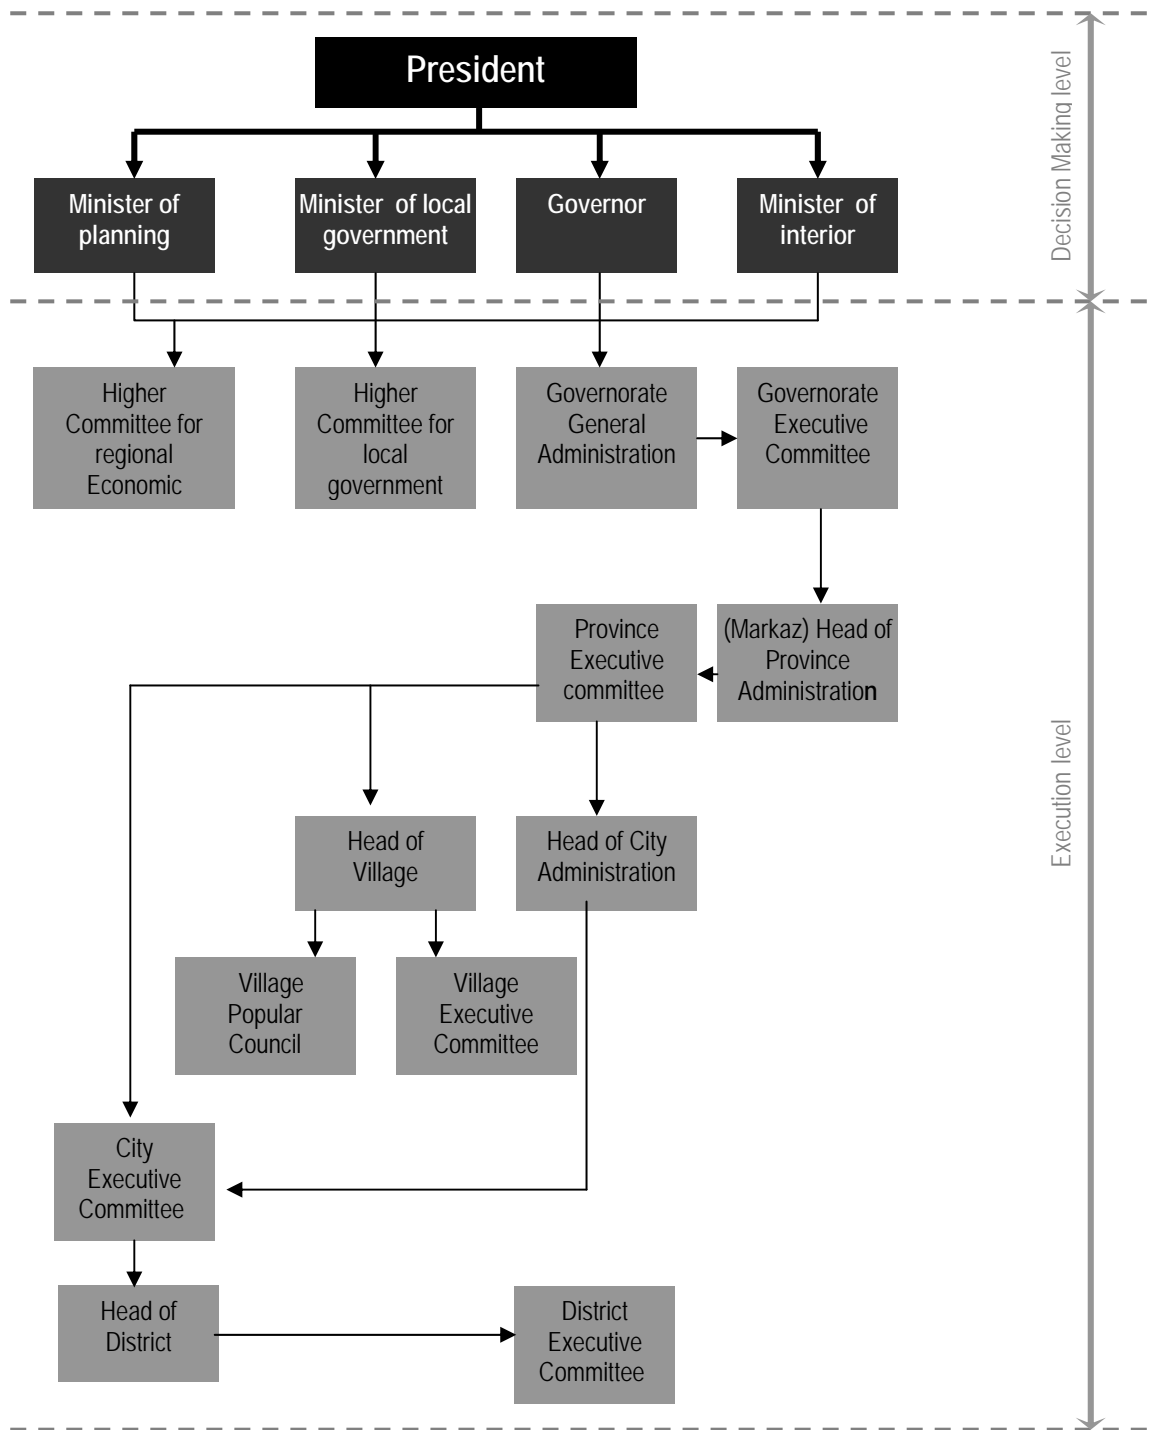 President
Decision Making level
Minister of
planning
Minister of local
government
Governor
Minister of
interior
Higher
Committee for
regional
Economic
Higher
Committee for
local
government
Governorate
General
Administration
Governorate
Executive
Committee
Province
Executive
committee
(Markaz) Head of
Province
Administration
Execution level
Head of
Village
Head of City
Administration
Village
Popular
Council
Village
Executive
Committee
City
Executive
Committee
Head of
District
District
Executive
Committee